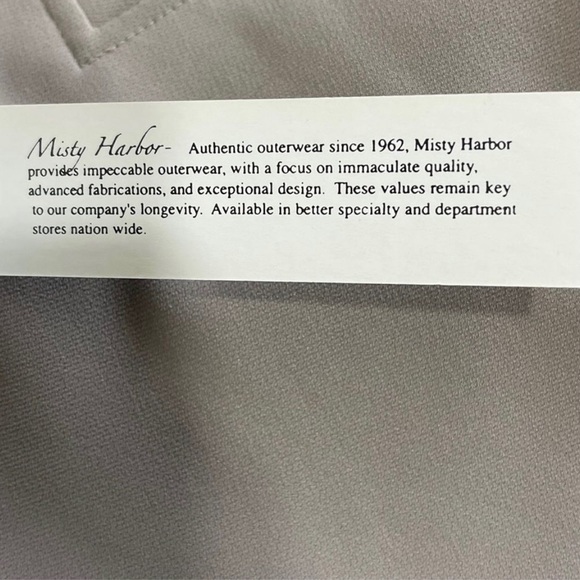 Misty Harbor- Authentic outerwear since 1962, Misty Harbor
provides impeccable outerwear, with a focus on immaculate quality,
advanced fabrications, and exceptional design. These values remain key
to our company's longevity. Available in better specialty and department
stores nation wide.